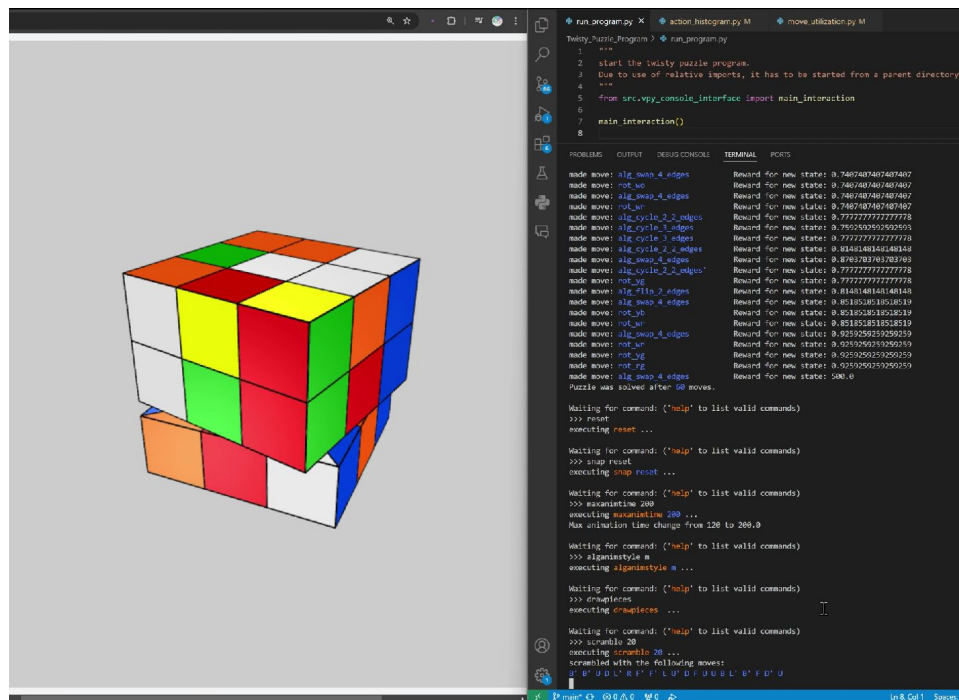 run_program.py X action_histogram.py M move_utilization.py M
Twisty_Puzzle_Program > run_program.py
1 """
2 start the twisty puzzle program.
3 Due to use of relative imports, it has to be started from a parent directory
4 """
5 from src.vpy_console_interface import main_interaction
6
7 main_interaction()
8
PROBLEMS OUTPUT DEBUG CONSOLE TERMINAL PORTS
made move: alg_swap_4_edges Reward for new state: 0.7407407407407407
made move: rot_wo Reward for new state: 0.7407407407407407
made move: alg_swap_4_edges Reward for new state: 0.7407407407407407
made move: rot_wr Reward for new state: 0.7407407407407407
made move: alg_cycle_2_2_edges Reward for new state: 0.7777777777777778
made move: alg_cycle_3_edges Reward for new state: 0.7592592592592593
made move: alg_cycle_3_edges Reward for new state: 0.7777777777777778
made move: alg_cycle_2_2_edges Reward for new state: 0.8148148148148148
made move: alg_swap_4_edges Reward for new state: 0.8703703703703703
made move: alg_cycle_2_2_edges' Reward for new state: 0.7777777777777778
made move: rot_yg Reward for new state: 0.7777777777777778
made move: alg_flip_2_edges Reward for new state: 0.8148148148148148
made move: alg_swap_4_edges Reward for new state: 0.8518518518518519
made move: rot_yb Reward for new state: 0.8518518518518519
made move: rot_wr Reward for new state: 0.8518518518518519
made move: alg_swap_4_edges Reward for new state: 0.9259259259259259
made move: rot_wr Reward for new state: 0.9259259259259259
made move: rot_yg Reward for new state: 0.9259259259259259
made move: rot_rg Reward for new state: 0.9259259259259259
made move: alg_swap_4_edges Reward for new state: 500.0
Puzzle was solved after 60 moves.
Waiting for command: ('help' to list valid commands)
>>> reset
executing reset ...
Waiting for command: ('help' to list valid commands)
>>> snap reset
executing snap reset ...
Waiting for command: ('help' to list valid commands)
>>> maxanimtime 200
executing maxanimtime 200 ...
Max animation time change from 120 to 200.0
Waiting for command: ('help' to list valid commands)
>>> alganimstyle m
executing alganimstyle m ...
Waiting for command: ('help' to list valid commands)
>>> drawpieces
executing drawpieces ...
Waiting for command: ('help' to list valid commands)
>>> scramble 20
executing scramble 20 ...
scrambled with the following moves:
B' B' U D L' R F' F' L U' D F U U B L' B' F D' U
main* 0 0 0 Ln 8, Col 1 Spaces